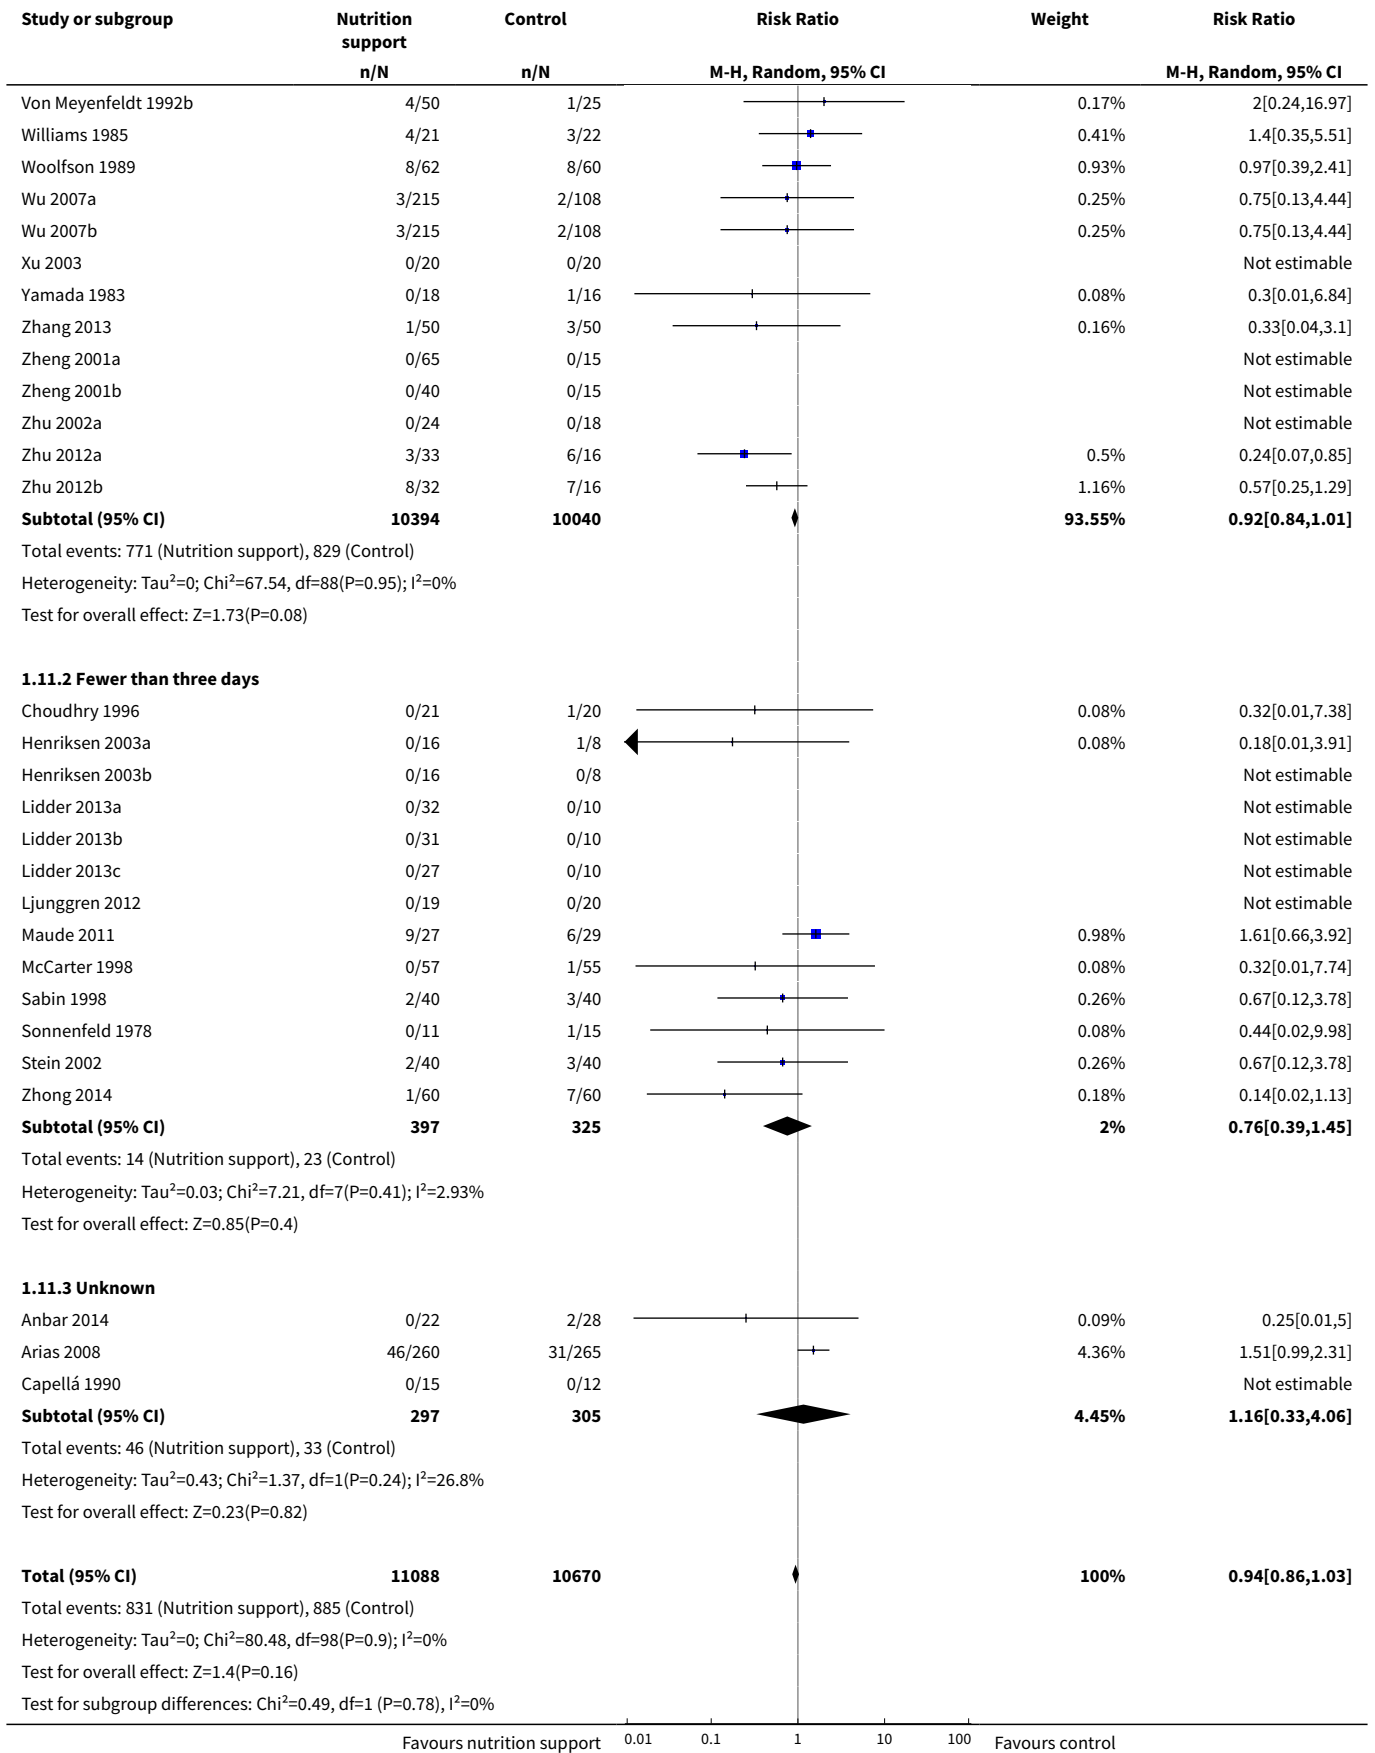 Study or subgroup Nutrition support Control Risk Ratio Weight Risk Ratio
n/N n/N M-H, Random, 95% CI M-H, Random, 95% CI
Von Meyenfeldt 1992b 4/50 1/25 0.17% 2[0.24,16.97]
Williams 1985 4/21 3/22 0.41% 1.4[0.35,5.51]
Woolfson 1989 8/62 8/60 0.93% 0.97[0.39,2.41]
Wu 2007a 3/215 2/108 0.25% 0.75[0.13,4.44]
Wu 2007b 3/215 2/108 0.25% 0.75[0.13,4.44]
Xu 2003 0/20 0/20 Not estimable
Yamada 1983 0/18 1/16 0.08% 0.3[0.01,6.84]
Zhang 2013 1/50 3/50 0.16% 0.33[0.04,3.1]
Zheng 2001a 0/65 0/15 Not estimable
Zheng 2001b 0/40 0/15 Not estimable
Zhu 2002a 0/24 0/18 Not estimable
Zhu 2012a 3/33 6/16 0.5% 0.24[0.07,0.85]
Zhu 2012b 8/32 7/16 1.16% 0.57[0.25,1.29]
Subtotal (95% CI) 10394 10040 93.55% 0.92[0.84,1.01]
Total events: 771 (Nutrition support), 829 (Control)
Heterogeneity: Tau²=0; Chi²=67.54, df=88(P=0.95); I²=0%
Test for overall effect: Z=1.73(P=0.08)
1.11.2 Fewer than three days
Choudhry 1996 0/21 1/20 0.08% 0.32[0.01,7.38]
Henriksen 2003a 0/16 1/8 0.08% 0.18[0.01,3.91]
Henriksen 2003b 0/16 0/8 Not estimable
Lidder 2013a 0/32 0/10 Not estimable
Lidder 2013b 0/31 0/10 Not estimable
Lidder 2013c 0/27 0/10 Not estimable
Ljunggren 2012 0/19 0/20 Not estimable
Maude 2011 9/27 6/29 0.98% 1.61[0.66,3.92]
McCarter 1998 0/57 1/55 0.08% 0.32[0.01,7.74]
Sabin 1998 2/40 3/40 0.26% 0.67[0.12,3.78]
Sonnenfeld 1978 0/11 1/15 0.08% 0.44[0.02,9.98]
Stein 2002 2/40 3/40 0.26% 0.67[0.12,3.78]
Zhong 2014 1/60 7/60 0.18% 0.14[0.02,1.13]
Subtotal (95% CI) 397 325 2% 0.76[0.39,1.45]
Total events: 14 (Nutrition support), 23 (Control)
Heterogeneity: Tau²=0.03; Chi²=7.21, df=7(P=0.41); I²=2.93%
Test for overall effect: Z=0.85(P=0.4)
1.11.3 Unknown
Anbar 2014 0/22 2/28 0.09% 0.25[0.01,5]
Arias 2008 46/260 31/265 4.36% 1.51[0.99,2.31]
Capellá 1990 0/15 0/12 Not estimable
Subtotal (95% CI) 297 305 4.45% 1.16[0.33,4.06]
Total events: 46 (Nutrition support), 33 (Control)
Heterogeneity: Tau²=0.43; Chi²=1.37, df=1(P=0.24); I²=26.8%
Test for overall effect: Z=0.23(P=0.82)
Total (95% CI) 11088 10670 100% 0.94[0.86,1.03]
Total events: 831 (Nutrition support), 885 (Control)
Heterogeneity: Tau²=0; Chi²=80.48, df=98(P=0.9); I²=0%
Test for overall effect: Z=1.4(P=0.16)
Test for subgroup differences: Chi²=0.49, df=1 (P=0.78), I²=0%
Favours nutrition support 0.01 0.1 1 10 100 Favours control